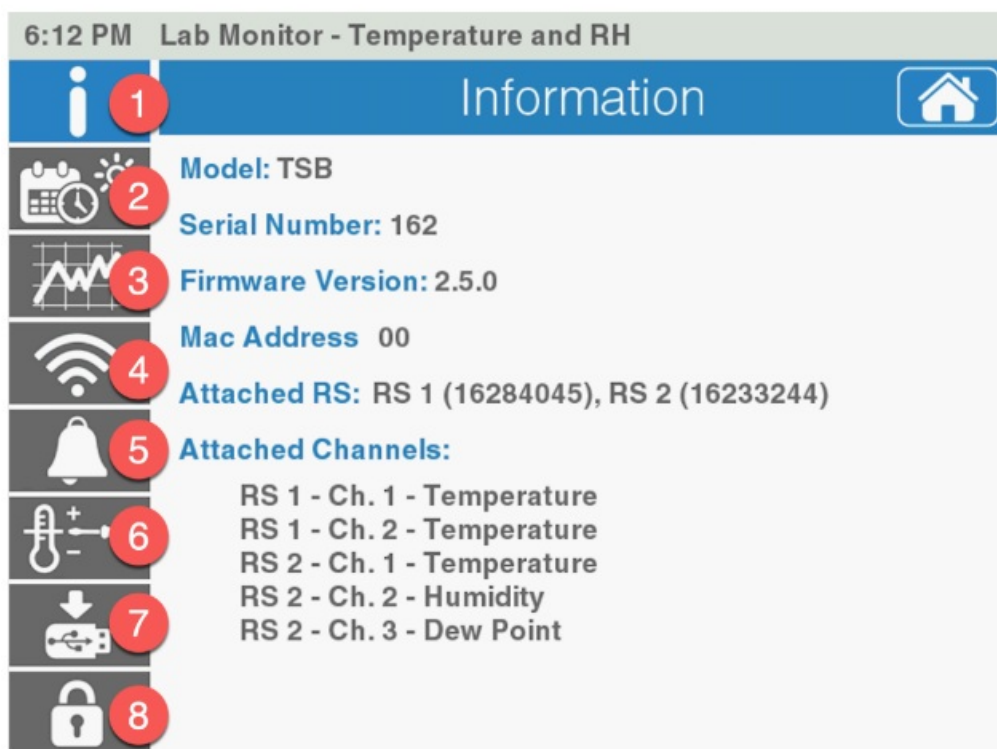 6:12 PM Lab Monitor - Temperature and RH
Information
1
2
3
4
5
6
7
8
Model: TSB
Serial Number: 162
Firmware Version: 2.5.0
Mac Address 00
Attached RS: RS 1 (16284045), RS 2 (16233244)
Attached Channels:
RS 1 - Ch. 1 - Temperature
RS 1 - Ch. 2 - Temperature
RS 2 - Ch. 1 - Temperature
RS 2 - Ch. 2 - Humidity
RS 2 - Ch. 3 - Dew Point